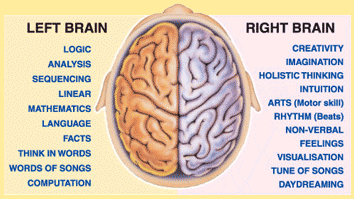 LEFT BRAIN
LOGIC
ANALYSIS
SEQUENCING
LINEAR
MATHEMATICS
LANGUAGE
FACTS
THINK IN WORDS
WORDS OF SONGS
COMPUTATION
RIGHT BRAIN
CREATIVITY
IMAGINATION
HOLISTIC THINKING
INTUITION
ARTS (Motor skill)
RHYTHM (Beats)
NON-VERBAL
FEELINGS
VISUALISATION
TUNE OF SONGS
DAYDREAMING